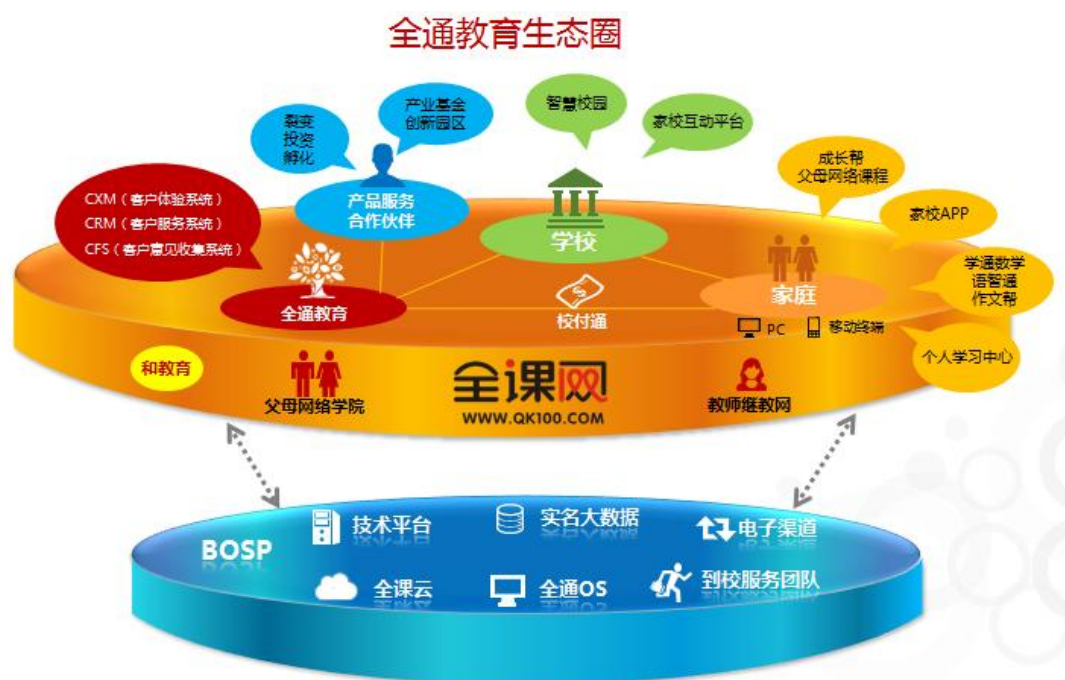 全通教育生态圈
裂变
投资
孵化
产业基金
创新园区
智慧校园
家校互动平台
成长帮
父母网络课程
家校APP
学通数学
语智通
作文帮
个人学习中心
CXM（客户体验系统）
CRM（客户服务系统）
CFS（客户意见收集系统）
产品服务
合作伙伴
学校
全通教育
校付通
家庭
PC
移动终端
和教育
父母网络学院
全课网
WWW.QK100.COM
教师继教网
BOSP
技术平台
实名大数据
电子渠道
全课云
全通OS
到校服务团队